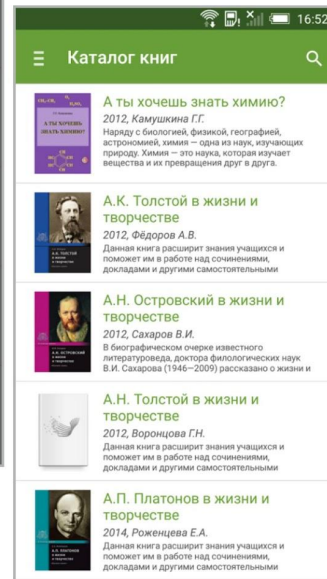 16:52
Каталог книг
А ты хочешь знать химию?
2012, Камушкина Г.Г.
Наряду с биологией, физикой, географией,
астрономией, химия — одна из наук, изучающих
природу. Химия — это наука, которая изучает
вещества и их превращения друг в друга.
А.К. Толстой в жизни и
творчестве
2012, Фёдоров А.В.
Данная книга расширит знания учащихся и
поможет им в работе над сочинениями,
докладами и другими самостоятельными
А.Н. Островский в жизни и
творчестве
2012, Сахаров В.И.
В биографическом очерке известного
литературоведа, доктора филологических наук
В.И. Сахарова (1946—2009) рассказано о жизни и
А.Н. Толстой в жизни и
творчестве
2012, Воронцова Г.Н.
Данная книга расширит знания учащихся и
поможет им в работе над сочинениями,
докладами и другими самостоятельными
А.П. Платонов в жизни и
творчестве
2014, Роженцева Е.А.
Данная книга расширит знания учащихся и
поможет им в работе над сочинениями,
докладами и другими самостоятельными